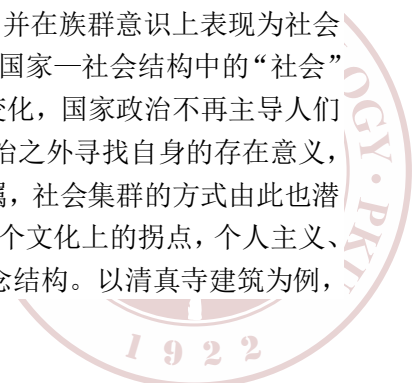 并在族群意识上表现为社会
国家—社会结构中的“社会”
变化，国家政治不再主导人们
治之外寻找自身的存在意义，
属，社会集群的方式由此也潜
个文化上的拐点，个人主义、
念结构。以清真寺建筑为例，
OGY · PK
1922